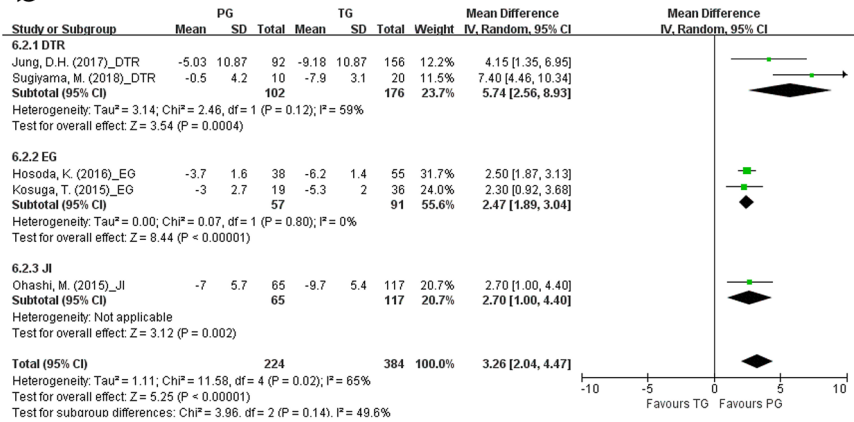 PG TG Mean Difference Mean Difference
Study or Subgroup Mean SD Total Mean SD Total Weight IV, Random, 95% CI IV, Random, 95% CI
6.2.1 DTR
Jung, D.H. (2017)_DTR -5.03 10.87 92 -9.18 10.87 156 12.2% 4.15 [1.35, 6.95]
Sugiyama, M. (2018)_DTR -0.5 4.2 10 -7.9 3.1 20 11.5% 7.40 [4.46, 10.34]
Subtotal (95% CI) 102 176 23.7% 5.74 [2.56, 8.93]
Heterogeneity: Tau² = 3.14; Chi² = 2.46, df = 1 (P = 0.12); I² = 59%
Test for overall effect: Z = 3.54 (P = 0.0004)
6.2.2 EG
Hosoda, K. (2016)_EG -3.7 1.6 38 -6.2 1.4 55 31.7% 2.50 [1.87, 3.13]
Kosuga, T. (2015)_EG -3 2.7 19 -5.3 2 36 24.0% 2.30 [0.92, 3.68]
Subtotal (95% CI) 57 91 55.6% 2.47 [1.89, 3.04]
Heterogeneity: Tau² = 0.00; Chi² = 0.07, df = 1 (P = 0.80); I² = 0%
Test for overall effect: Z = 8.44 (P < 0.00001)
6.2.3 JI
Ohashi, M. (2015)_JI -7 5.7 65 -9.7 5.4 117 20.7% 2.70 [1.00, 4.40]
Subtotal (95% CI) 65 117 20.7% 2.70 [1.00, 4.40]
Heterogeneity: Not applicable
Test for overall effect: Z = 3.12 (P = 0.002)
Total (95% CI) 224 384 100.0% 3.26 [2.04, 4.47]
Heterogeneity: Tau² = 1.11; Chi² = 11.58, df = 4 (P = 0.02); I² = 65%
Test for overall effect: Z = 5.25 (P < 0.00001)
Test for subgroup differences: Chi² = 3.96, df = 2 (P = 0.14), I² = 49.6%
-10 -5 0 5 10
Favours TG Favours PG